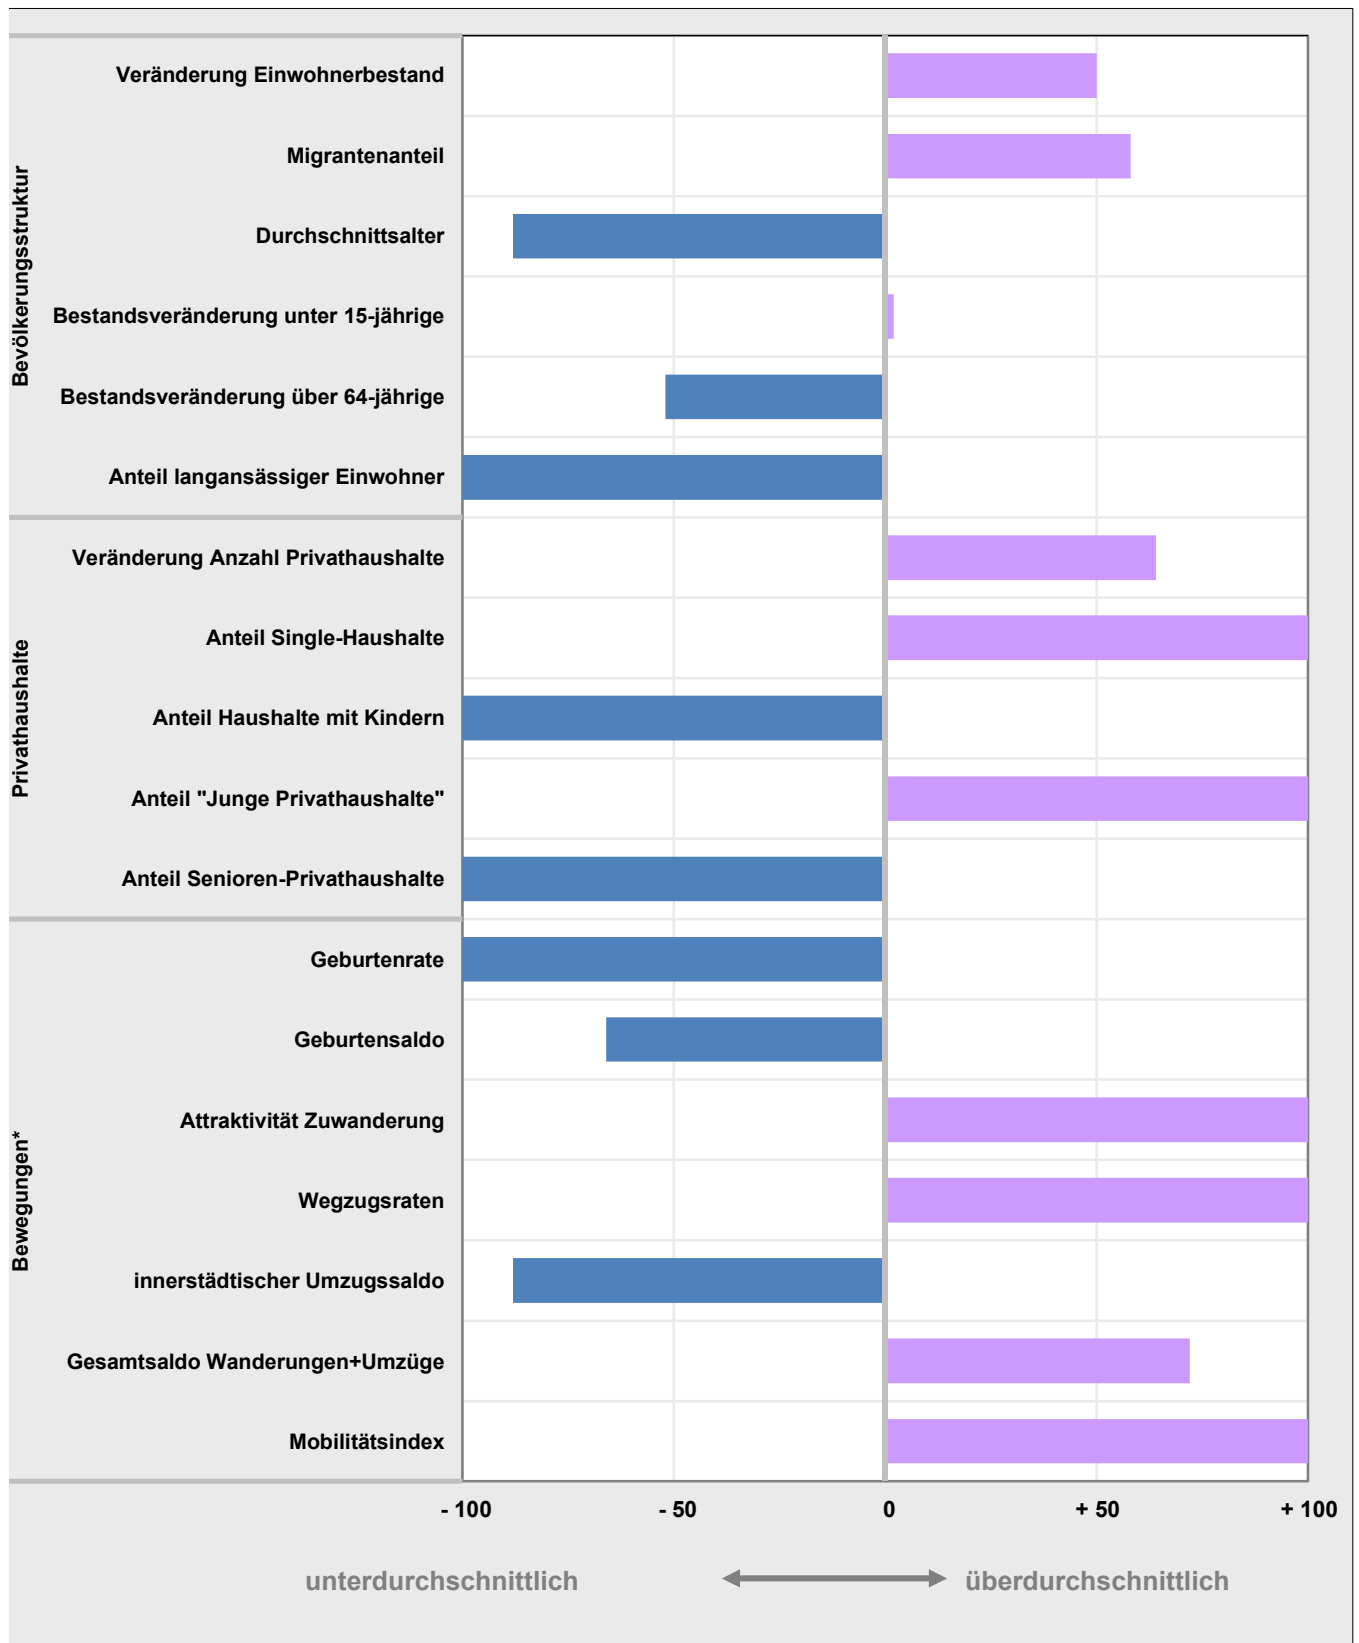 Bevölkerungsstruktur
Veränderung Einwohnerbestand
Migrantenanteil
Durchschnittsalter
Bestandsveränderung unter 15-jährige
Bestandsveränderung über 64-jährige
Anteil langansässiger Einwohner
Privathaushalte
Veränderung Anzahl Privathaushalte
Anteil Single-Haushalte
Anteil Haushalte mit Kindern
Anteil "Junge Privathaushalte"
Anteil Senioren-Privathaushalte
Bewegungen*
Geburtenrate
Geburtensaldo
Attraktivität Zuwanderung
Wegzugsraten
innerstädtischer Umzugssaldo
Gesamtsaldo Wanderungen+Umzüge
Mobilitätsindex
- 100 - 50 0 + 50 + 100
unterdurchschnittlich überdurchschnittlich